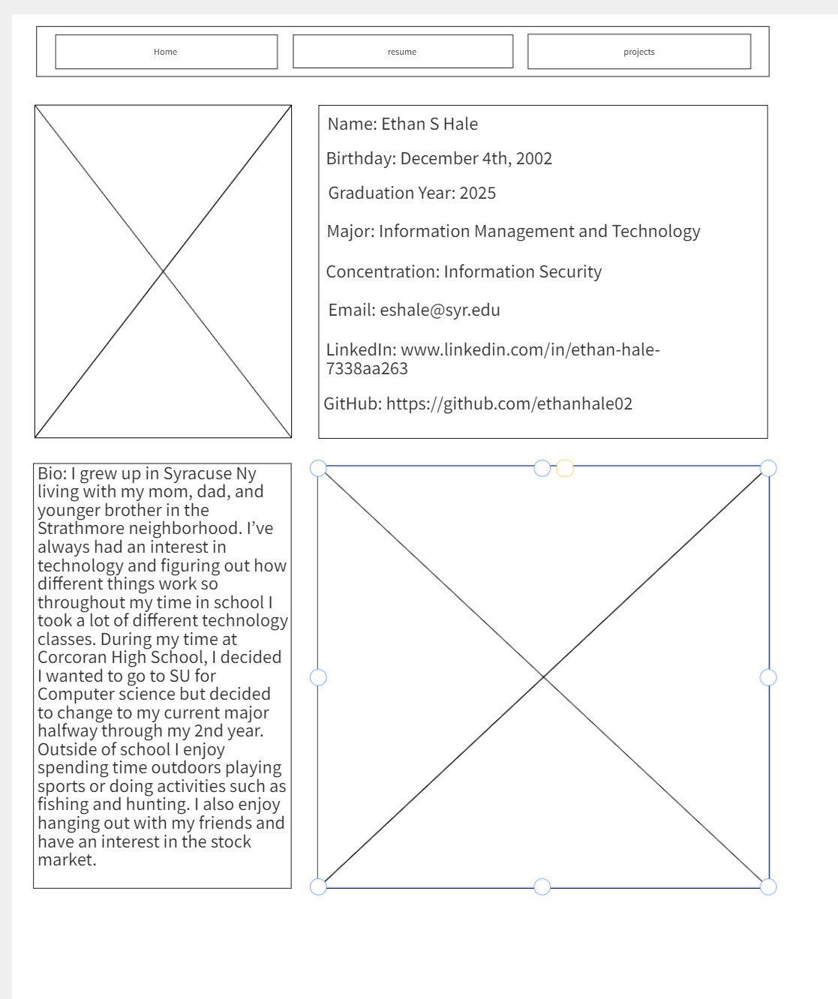 Home
resume
projects
Name: Ethan S Hale
Birthday: December 4th, 2002
Graduation Year: 2025
Major: Information Management and Technology
Concentration: Information Security
Email: eshale@syr.edu
LinkedIn: www.linkedin.com/in/ethan-hale-
7338aa263
GitHub: https://github.com/ethanhale02
Bio: I grew up in Syracuse Ny
living with my mom, dad, and
younger brother in the
Strathmore neighborhood. I’ve
always had an interest in
technology and figuring out how
different things work so
throughout my time in school I
took a lot of different technology
classes. During my time at
Corcoran High School, I decided
I wanted to go to SU for
Computer science but decided
to change to my current major
halfway through my 2nd year.
Outside of school I enjoy
spending time outdoors playing
sports or doing activities such as
fishing and hunting. I also enjoy
hanging out with my friends and
have an interest in the stock
market.